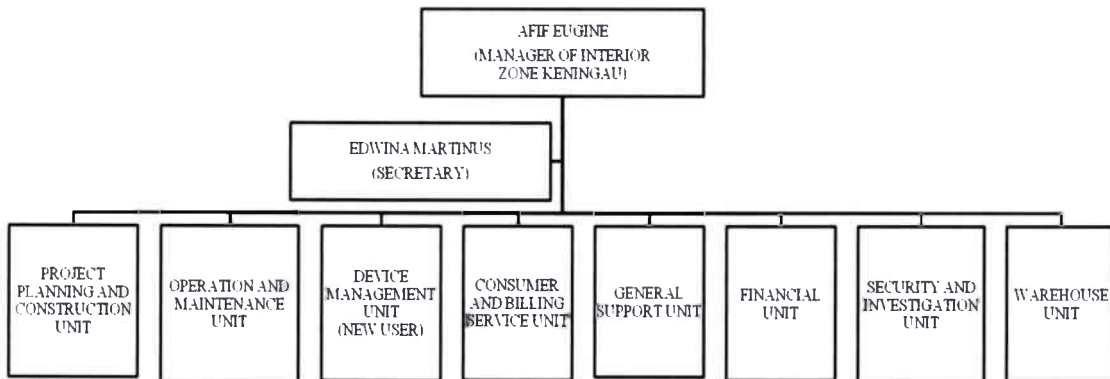 AFIF EUGINE
(MANAGER OF INTERIOR
ZONE KENINGAU)
EDWINA MARTINUS
(SECRETARY)
PROJECT
PLANNING AND
CONSTRUCTION
UNIT
OPERATION AND
MAINTENANCE
UNIT
DEVICE
MANAGEMENT
UNIT
(NEW USER)
CONSUMER
AND BILLING
SERVICE UNIT
GENERAL
SUPPORT UNIT
FINANCIAL
UNIT
SECURITY AND
INVESTIGATION
UNIT
WAREHOUSE
UNIT